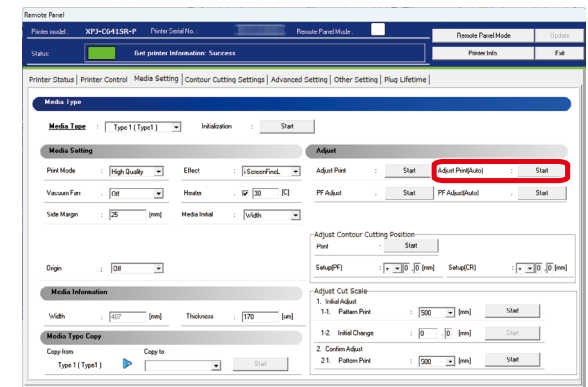 Remote Panel
Printer model : XPJ-C641SR-P Printer Serial No. : Remote Panel Mode : Remote Panel Mode Update
Status: Get printer Information: Success Printer Info Exit
Printer Status Printer Control Media Setting Contour Cutting Settings Advanced Setting Other Setting Plug Lifetime
Media Type
Media Type : Type 1 ( Type1 ) Initialization : Start
Media Setting Adjust
Print Mode : High Quality Effect : i-ScreenFineL Adjust Print : Start Adjust Print(Auto) : Start
Vacuum Fan : Off Heater : 30 [C] PF Adjust : Start PF Adjust(Auto) : Start
Side Margin : 25 [mm] Media Initial : Width
Adjust Contour Cutting Position
Print : Start
Origin : Off Setup(PF) : + 0 . 0 [mm] Setup(CR) : + 0 . 0 [mm]
Media Information Adjust Cut Scale
1. Initial Adjust
Width : 407 [mm] Thickness : 170 [um] 1-1. Pattern Print : 500 [mm] Start
Media Type Copy 1-2. Initial Change : 0 . 0 [mm] Start
Copy from Copy to 2. Confirm Adjust
Type 1 ( Type1 ) Start 2-1. Pattern Print : 500 [mm] Start